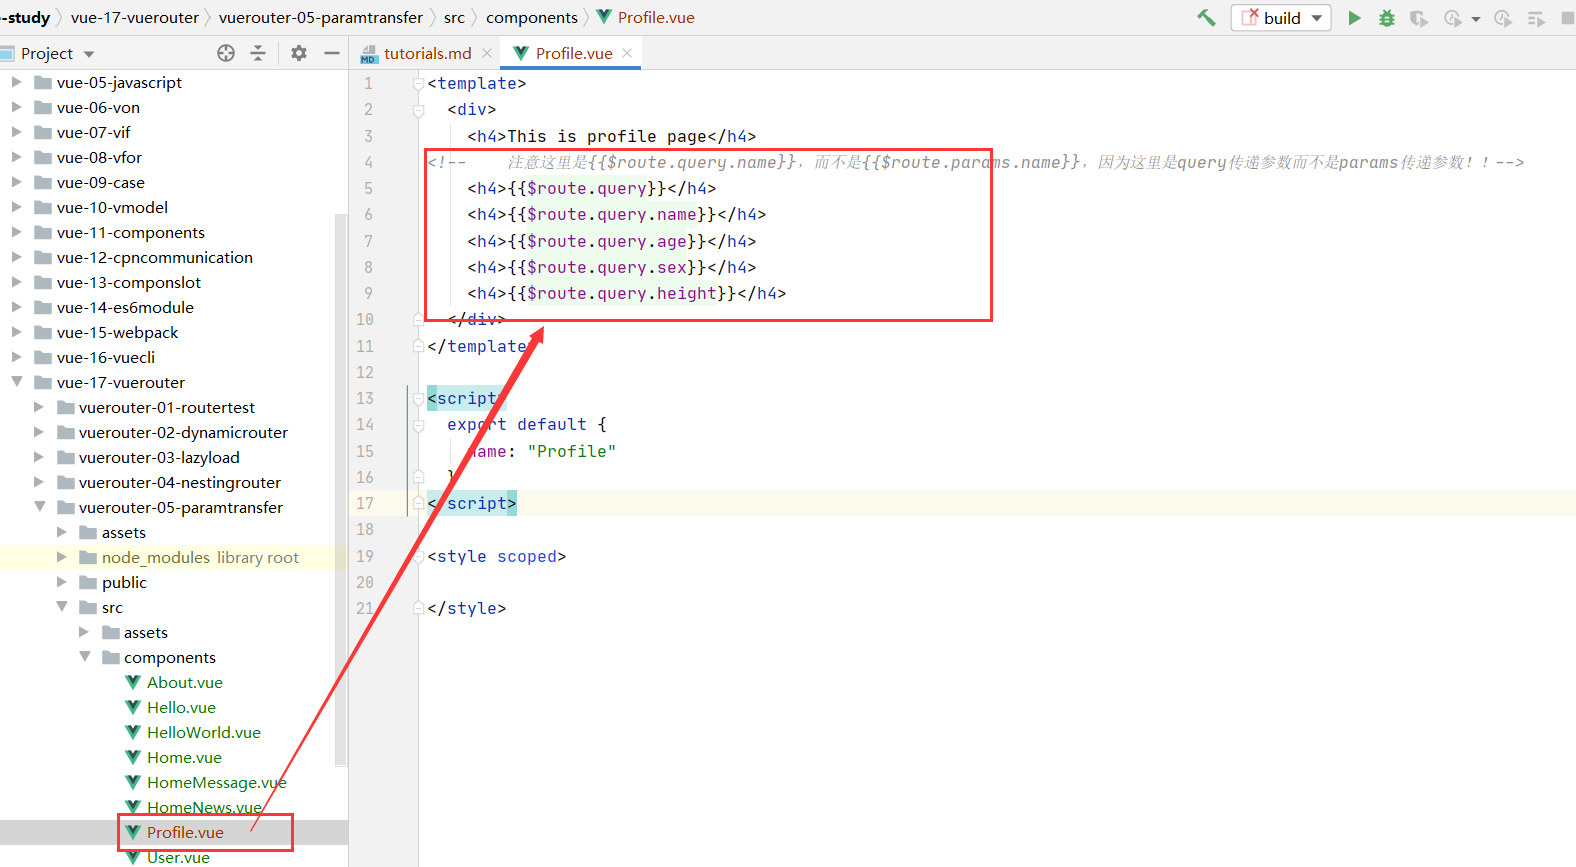 -study
vue-17-vuerouter
vuerouter-05-paramtransfer
src
components
Profile.vue
build
Project
tutorials.md
Profile.vue
vue-05-javascript
vue-06-von
vue-07-vif
vue-08-vfor
vue-09-case
vue-10-vmodel
vue-11-components
vue-12-cpncommunication
vue-13-componslot
vue-14-es6module
vue-15-webpack
vue-16-vuecli
vue-17-vuerouter
vuerouter-01-routertest
vuerouter-02-dynamicrouter
vuerouter-03-lazyload
vuerouter-04-nestingrouter
vuerouter-05-paramtransfer
assets
node_modules library root
public
src
assets
components
About.vue
Hello.vue
HelloWorld.vue
Home.vue
HomeMessage.vue
HomeNews.vue
Profile.vue
User.vue
1 <template>
2 <div>
3 <h4>This is profile page</h4>
4 <!-- 注意这里是{{$route.query.name}}，而不是{{$route.params.name}}，因为这里是query传递参数而不是params传递参数！！-->
5 <h4>{{$route.query}}</h4>
6 <h4>{{$route.query.name}}</h4>
7 <h4>{{$route.query.age}}</h4>
8 <h4>{{$route.query.sex}}</h4>
9 <h4>{{$route.query.height}}</h4>
10 </div>
11 </template>
12
13 <script>
14 export default {
15 name: "Profile"
16 }
17 </script>
18
19 <style scoped>
20
21 </style>